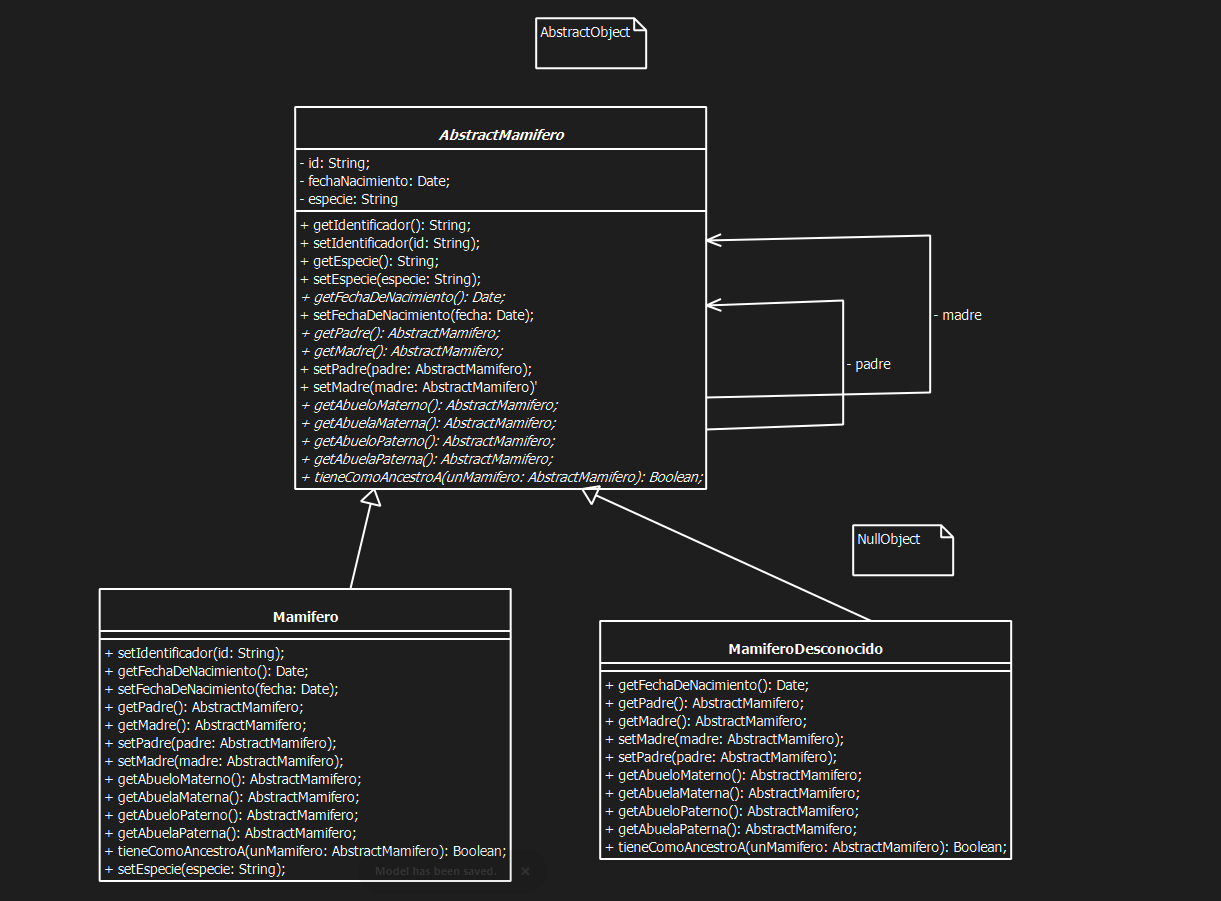 AbstractObject
AbstractMamifero
- id: String;
- fechaNacimiento: Date;
- especie: String
+ getIdentificador(): String;
+ setIdentificador(id: String);
+ getEspecie(): String;
+ setEspecie(especie: String);
+ getFechaDeNacimiento(): Date;
+ setFechaDeNacimiento(fecha: Date);
+ getPadre(): AbstractMamifero;
+ getMadre(): AbstractMamifero;
+ setPadre(padre: AbstractMamifero);
+ setMadre(madre: AbstractMamifero)'
+ getAbueloMaterno(): AbstractMamifero;
+ getAbuelaMaterna(): AbstractMamifero;
+ getAbueloPaterno(): AbstractMamifero;
+ getAbuelaPaterna(): AbstractMamifero;
+ tieneComoAncestroA(unMamifero: AbstractMamifero): Boolean;
- madre
- padre
NullObject
Mamifero
+ setIdentificador(id: String);
+ getFechaDeNacimiento(): Date;
+ setFechaDeNacimiento(fecha: Date);
+ getPadre(): AbstractMamifero;
+ getMadre(): AbstractMamifero;
+ setPadre(padre: AbstractMamifero);
+ setMadre(madre: AbstractMamifero);
+ getAbueloMaterno(): AbstractMamifero;
+ getAbuelaMaterna(): AbstractMamifero;
+ getAbueloPaterno(): AbstractMamifero;
+ getAbuelaPaterna(): AbstractMamifero;
+ tieneComoAncestroA(unMamifero: AbstractMamifero): Boolean;
+ setEspecie(especie: String);
MamiferoDesconocido
+ getFechaDeNacimiento(): Date;
+ getPadre(): AbstractMamifero;
+ getMadre(): AbstractMamifero;
+ setMadre(madre: AbstractMamifero);
+ setPadre(padre: AbstractMamifero);
+ getAbueloMaterno(): AbstractMamifero;
+ getAbuelaMaterna(): AbstractMamifero;
+ getAbueloPaterno(): AbstractMamifero;
+ getAbuelaPaterna(): AbstractMamifero;
+ tieneComoAncestroA(unMamifero: AbstractMamifero): Boolean;
Model has been saved. ×